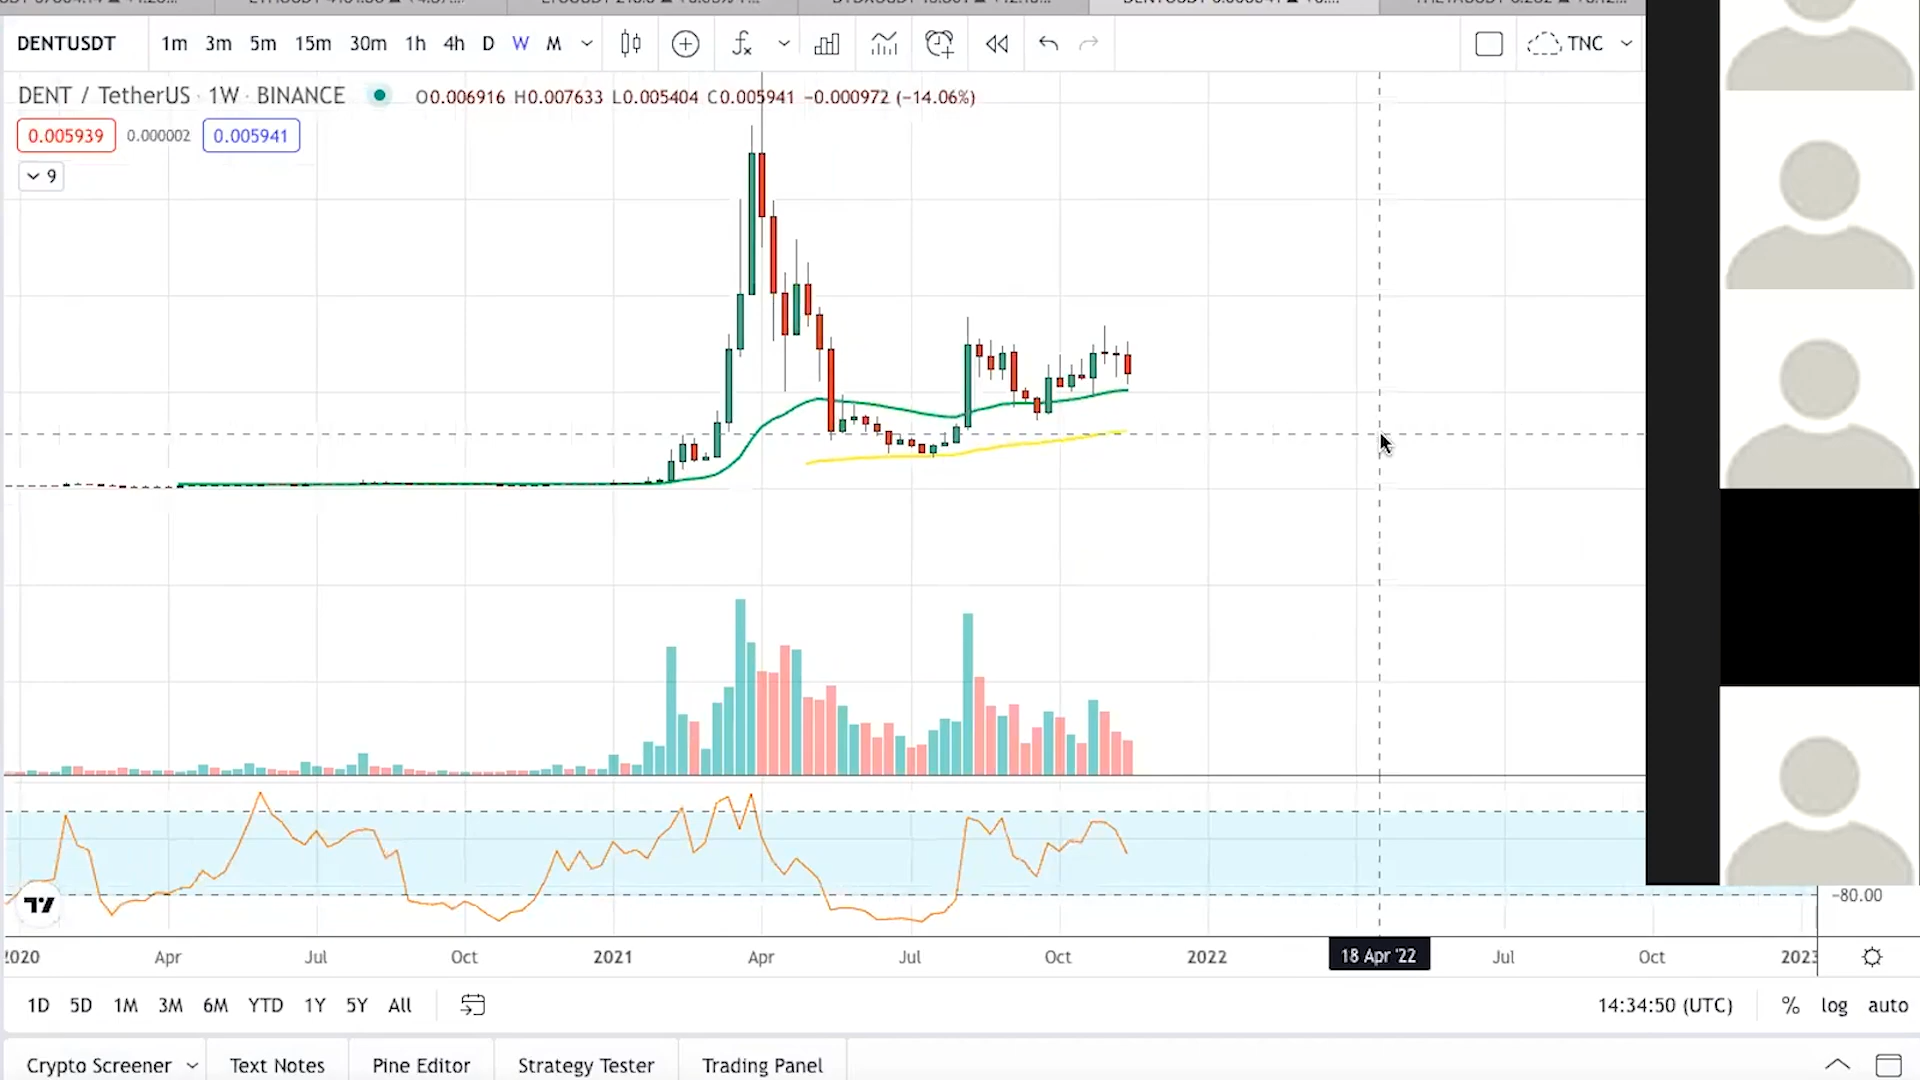 DENTUSDT 1m 3m 5m 15m 30m 1h 4h D W M TNC
DENT / TetherUS · 1W · BINANCE O0.006916 H0.007633 L0.005404 C0.005941 −0.000972 (−14.06%)
0.005939 0.000002 0.005941
9
−80.00
2020 Apr Jul Oct 2021 Apr Jul Oct 2022 18 Apr '22 Jul Oct 2023
1D 5D 1M 3M 6M YTD 1Y 5Y All 14:34:50 (UTC) % log auto
Crypto Screener Text Notes Pine Editor Strategy Tester Trading Panel